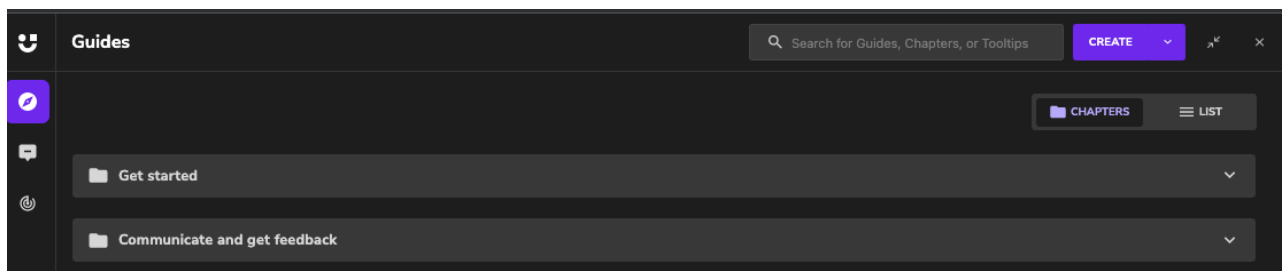 Guides
Search for Guides, Chapters, or Tooltips
CREATE
CHAPTERS
LIST
Get started
Communicate and get feedback